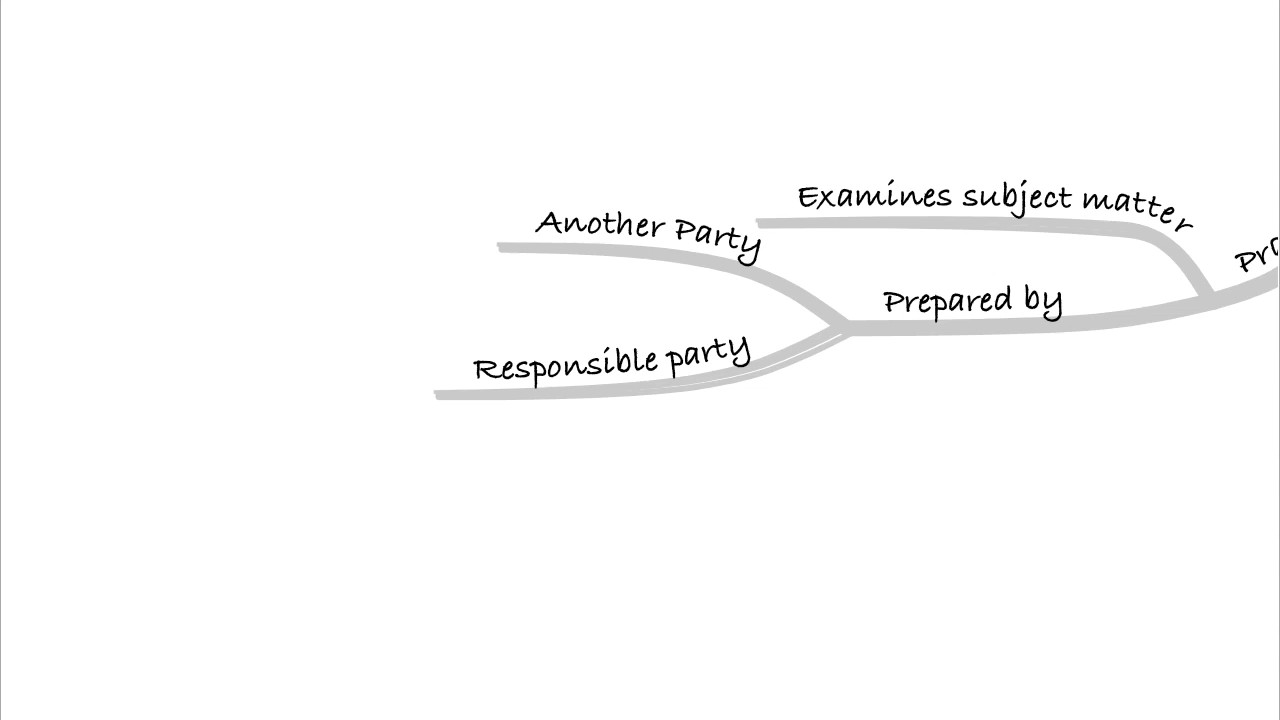 Examines subject matter
Another Party
Prepared by
Responsible party